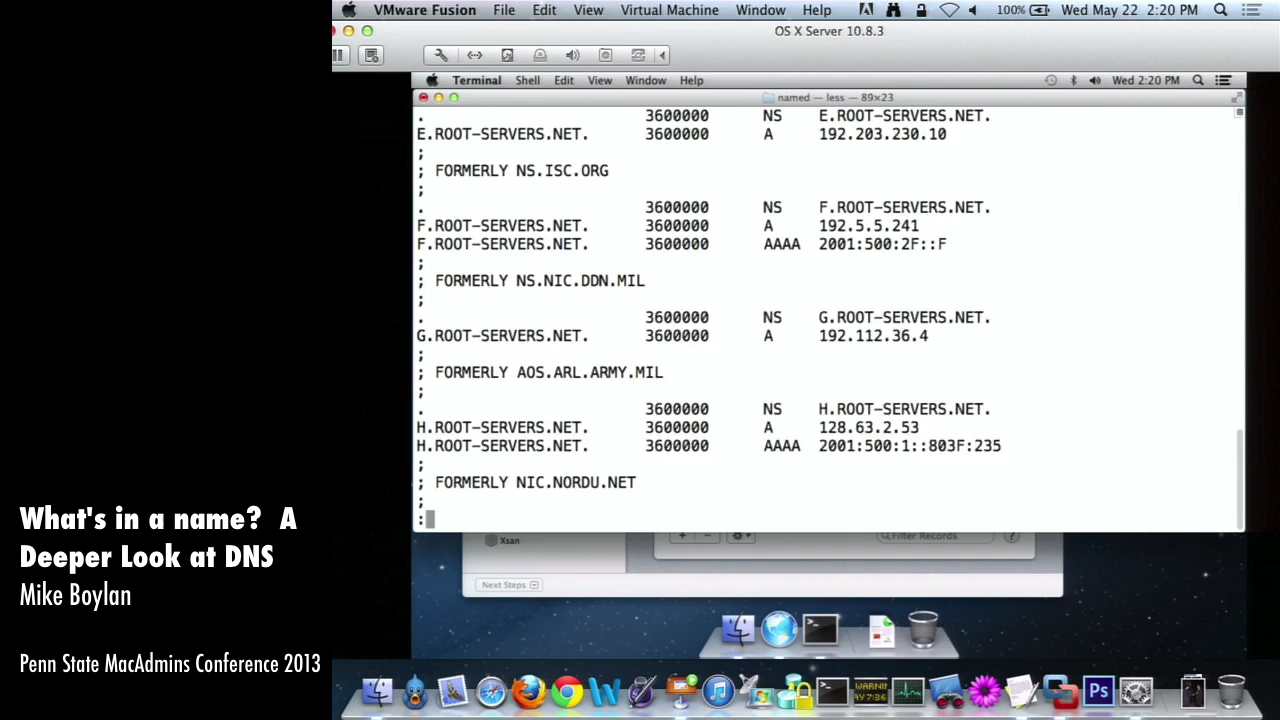 VMware Fusion File Edit View Virtual Machine Window Help 100% Wed May 22 2:20 PM
OS X Server 10.8.3
Terminal Shell Edit View Window Help Wed 2:20 PM
named — less — 89×23
. 3600000 NS E.ROOT-SERVERS.NET.
E.ROOT-SERVERS.NET. 3600000 A 192.203.230.10
;
; FORMERLY NS.ISC.ORG
;
. 3600000 NS F.ROOT-SERVERS.NET.
F.ROOT-SERVERS.NET. 3600000 A 192.5.5.241
F.ROOT-SERVERS.NET. 3600000 AAAA 2001:500:2F::F
;
; FORMERLY NS.NIC.DDN.MIL
;
. 3600000 NS G.ROOT-SERVERS.NET.
G.ROOT-SERVERS.NET. 3600000 A 192.112.36.4
;
; FORMERLY AOS.ARL.ARMY.MIL
;
. 3600000 NS H.ROOT-SERVERS.NET.
H.ROOT-SERVERS.NET. 3600000 A 128.63.2.53
H.ROOT-SERVERS.NET. 3600000 AAAA 2001:500:1::803F:235
;
; FORMERLY NIC.NORDU.NET
;
:
Xsan
Filter Records
Next Steps
What's in a name? A
Deeper Look at DNS
Mike Boylan
Penn State MacAdmins Conference 2013
Ps